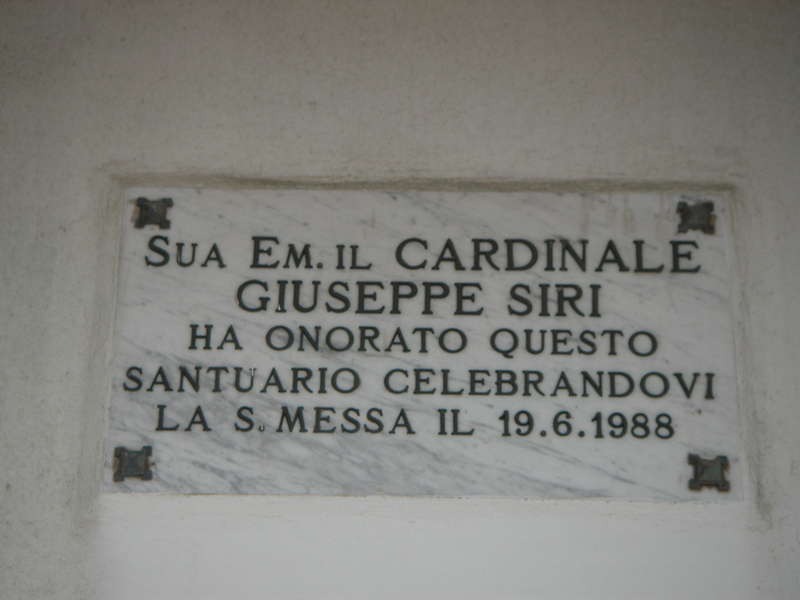 SUA EM. IL CARDINALE
GIUSEPPE SIRI
HA ONORATO QUESTO
SANTUARIO CELEBRANDOVI
LA S. MESSA IL 19.6.1988